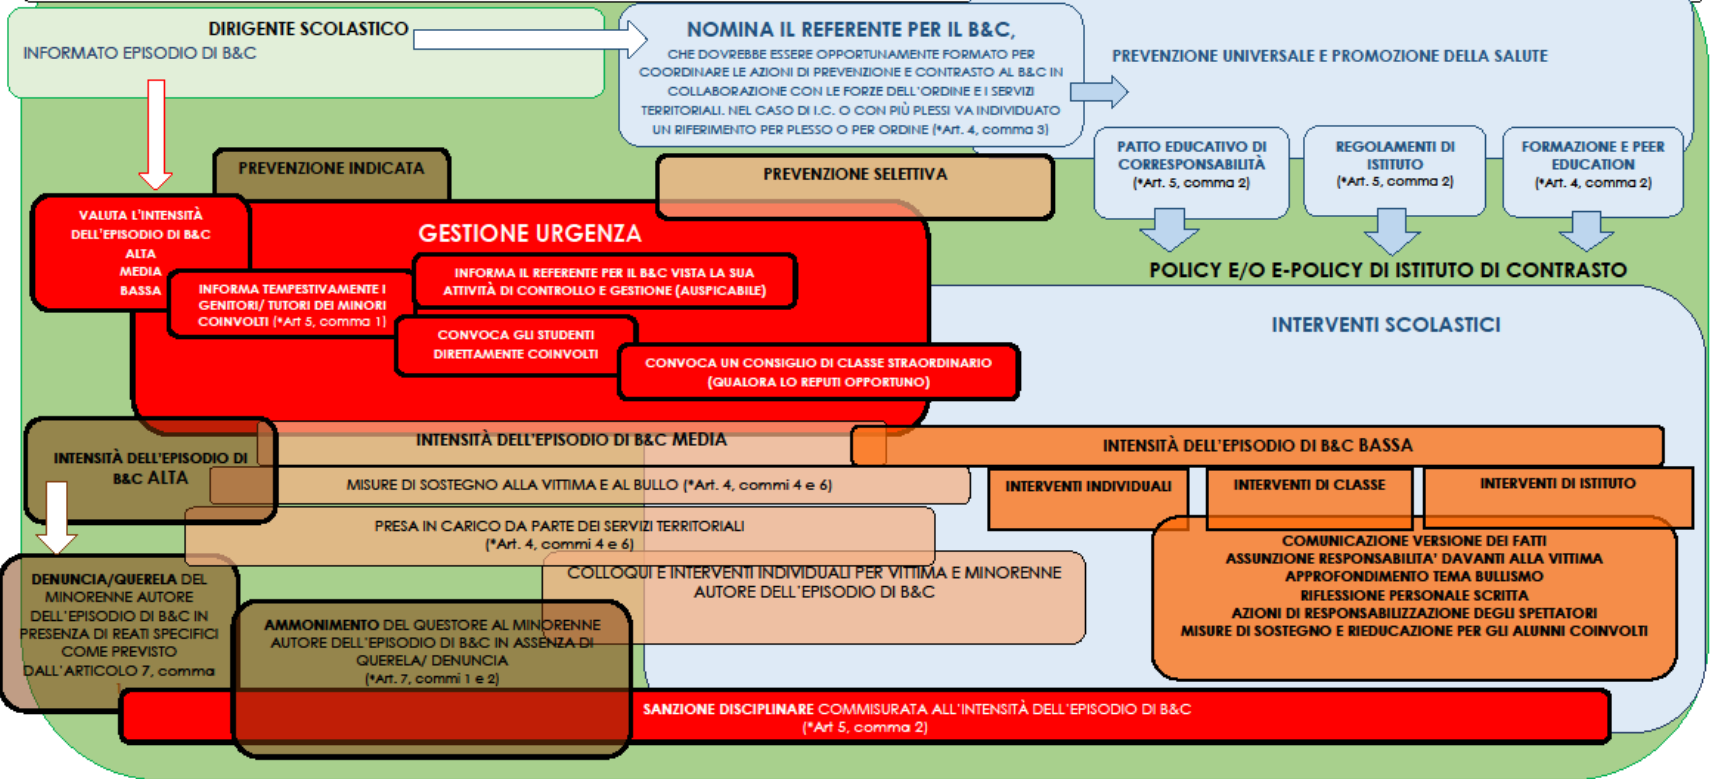 DIRIGENTE SCOLASTICO
INFORMATO EPISODIO DI B&C
NOMINA IL REFERENTE PER IL B&C,
CHE DOVREBBE ESSERE OPPORTUNAMENTE FORMATO PER
COORDINARE LE AZIONI DI PREVENZIONE E CONTRASTO AL B&C IN
COLLABORAZIONE CON LE FORZE DELL'ORDINE E I SERVIZI
TERRITORIALI. NEL CASO DI I.C. O CON PIÙ PLESSI VA INDIVIDUATO
UN RIFERIMENTO PER PLESSO O PER ORDINE (*Art. 4, comma 3)
PREVENZIONE UNIVERSALE E PROMOZIONE DELLA SALUTE
PATTO EDUCATIVO DI
CORRESPONSABILITÀ
(*Art. 5, comma 2)
REGOLAMENTI DI
ISTITUTO
(*Art. 5, comma 2)
FORMAZIONE E PEER
EDUCATION
(*Art. 4, comma 2)
POLICY E/O E-POLICY DI ISTITUTO DI CONTRASTO
PREVENZIONE INDICATA
PREVENZIONE SELETTIVA
VALUTA L'INTENSITÀ
DELL'EPISODIO DI B&C
ALTA
MEDIA
BASSA
GESTIONE URGENZA
INFORMA TEMPESTIVAMENTE I
GENITORI/ TUTORI DEI MINORI
COINVOLTI (*Art 5, comma 1)
INFORMA IL REFERENTE PER IL B&C VISTA LA SUA
ATTIVITÀ DI CONTROLLO E GESTIONE (AUSPICABILE)
CONVOCA GLI STUDENTI
DIRETTAMENTE COINVOLTI
CONVOCA UN CONSIGLIO DI CLASSE STRAORDINARIO
(QUALORA LO REPUTI OPPORTUNO)
INTERVENTI SCOLASTICI
INTENSITÀ DELL'EPISODIO DI
B&C ALTA
INTENSITÀ DELL'EPISODIO DI B&C MEDIA
MISURE DI SOSTEGNO ALLA VITTIMA E AL BULLO (*Art. 4, commi 4 e 6)
PRESA IN CARICO DA PARTE DEI SERVIZI TERRITORIALI
(*Art. 4, commi 4 e 6)
COLLOQUI E INTERVENTI INDIVIDUALI PER VITTIMA E MINORENNE
AUTORE DELL'EPISODIO DI B&C
INTENSITÀ DELL'EPISODIO DI B&C BASSA
INTERVENTI INDIVIDUALI
INTERVENTI DI CLASSE
INTERVENTI DI ISTITUTO
COMUNICAZIONE VERSIONE DEI FATTI
ASSUNZIONE RESPONSABILITA' DAVANTI ALLA VITTIMA
APPROFONDIMENTO TEMA BULLISMO
RIFLESSIONE PERSONALE SCRITTA
AZIONI DI RESPONSABILIZZAZIONE DEGLI SPETTATORI
MISURE DI SOSTEGNO E RIEDUCAZIONE PER GLI ALUNNI COINVOLTI
DENUNCIA/QUERELA DEL
MINORENNE AUTORE
DELL'EPISODIO DI B&C IN
PRESENZA DI REATI SPECIFICI
COME PREVISTO
DALL'ARTICOLO 7, comma
AMMONIMENTO DEL QUESTORE AL MINORENNE
AUTORE DELL'EPISODIO DI B&C IN ASSENZA DI
QUERELA/ DENUNCIA
(*Art. 7, commi 1 e 2)
SANZIONE DISCIPLINARE COMMISURATA ALL'INTENSITÀ DELL'EPISODIO DI B&C
(*Art 5, comma 2)